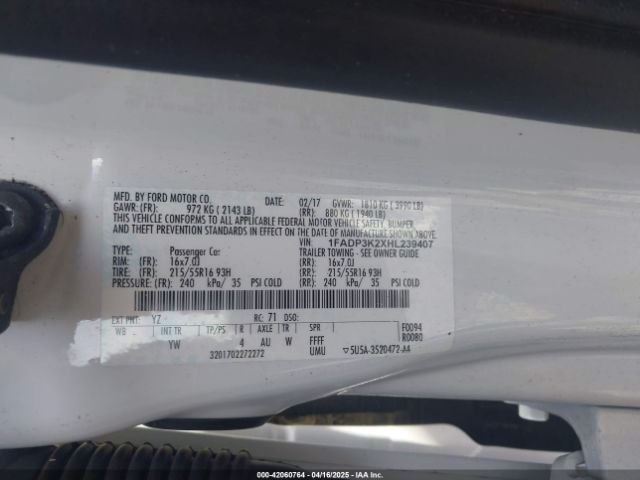 MFD. BY FORD MOTOR CO. DATE: 02/17 GVWR: 1810 KG ( 3990 LB)
GAWR: (FR): 972 KG ( 2143 LB) (RR): 880 KG ( 1940 LB)
THIS VEHICLE CONFORMS TO ALL APPLICABLE FEDERAL MOTOR VEHICLE SAFETY, BUMPER,
AND THEFT PREVENTION STANDARDS IN EFFECT ON THE DATE OF MANUFACTURE SHOWN ABOVE.
VIN: 1FADP3K2XHL239407
TYPE: Passenger Car TRAILER TOWING - SEE OWNER GUIDE
RIM: (FR): 16x7.0J (RR): 16x7.0J
TIRE: (FR): 215/55R16 93H (RR): 215/55R16 93H
PRESSURE: (FR): 240 kPa/ 35 PSI COLD (RR): 240 kPa/ 35 PSI COLD
EXT PNT: YZ RC: 71 DSO: F0094
WB INT TR TP/PS R AXLE TR SPR R0080
YW 4 AU W FFFF
3201702272272 UMU ▽5U5A-3520472-AA
000-42060764 | 04/16/2025 | IAA, INC